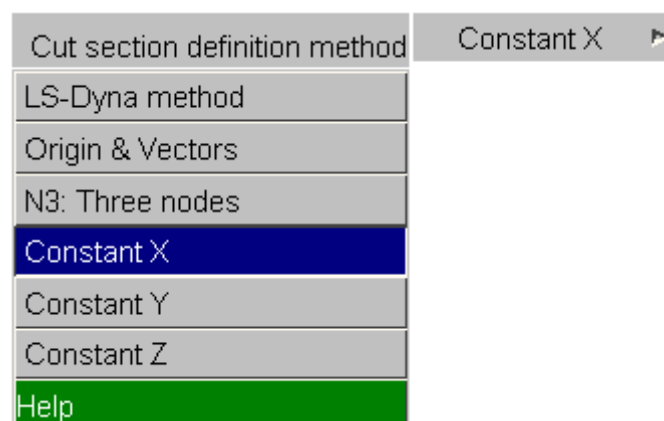 Cut section definition method Constant X
LS-Dyna method
Origin & Vectors
N3: Three nodes
Constant X
Constant Y
Constant Z
Help